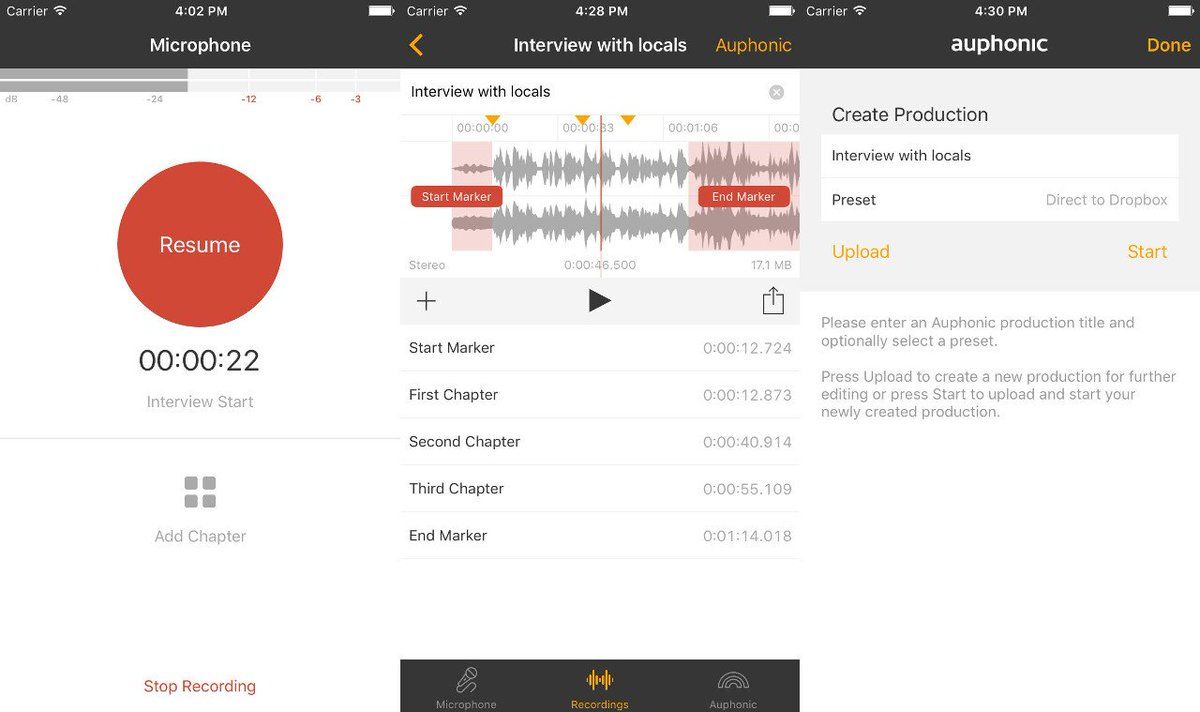 Carrier 4:02 PM
Microphone
dB -48 -24 -12 -6 -3
Resume
00:00:22
Interview Start
Add Chapter
Stop Recording
Carrier 4:28 PM
Interview with locals Auphonic
Interview with locals
00:00:00 00:00:33 00:01:06 00:0
Start Marker End Marker
Stereo 0:00:46.500 17.1 MB
Start Marker 0:00:12.724
First Chapter 0:00:12.873
Second Chapter 0:00:40.914
Third Chapter 0:00:55.109
End Marker 0:01:14.018
Microphone Recordings Auphonic
Carrier 4:30 PM
auphonic Done
Create Production
Interview with locals
Preset Direct to Dropbox
Upload Start
Please enter an Auphonic production title and
optionally select a preset.
Press Upload to create a new production for further
editing or press Start to upload and start your
newly created production.